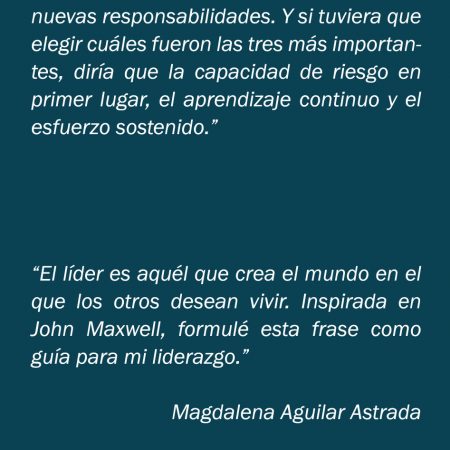 nuevas responsabilidades. Y si tuviera que
elegir cuáles fueron las tres más importan-
tes, diría que la capacidad de riesgo en
primer lugar, el aprendizaje continuo y el
esfuerzo sostenido.”
“El líder es aquél que crea el mundo en el
que los otros desean vivir. Inspirada en
John Maxwell, formulé esta frase como
guía para mi liderazgo.”
Magdalena Aguilar Astrada